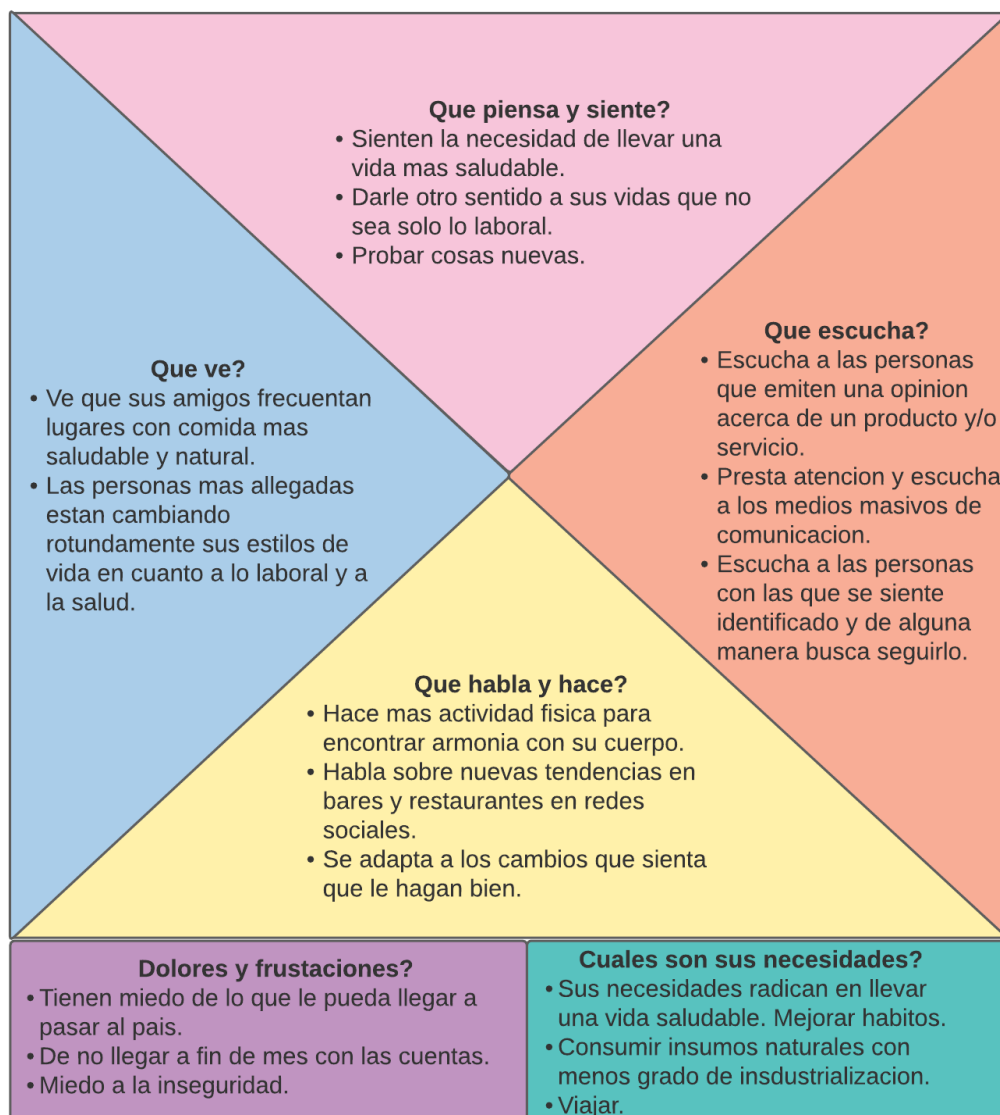 Que piensa y siente?
• Sienten la necesidad de llevar una
vida mas saludable.
• Darle otro sentido a sus vidas que no
sea solo lo laboral.
• Probar cosas nuevas.
Que ve?
• Ve que sus amigos frecuentan
lugares con comida mas
saludable y natural.
• Las personas mas allegadas
estan cambiando
rotundamente sus estilos de
vida en cuanto a lo laboral y a
la salud.
Que escucha?
• Escucha a las personas
que emiten una opinion
acerca de un producto y/o
servicio.
• Presta atencion y escucha
a los medios masivos de
comunicacion.
• Escucha a las personas
con las que se siente
identificado y de alguna
manera busca seguirlo.
Que habla y hace?
• Hace mas actividad fisica para
encontrar armonia con su cuerpo.
• Habla sobre nuevas tendencias en
bares y restaurantes en redes
sociales.
• Se adapta a los cambios que sienta
que le hagan bien.
Dolores y frustaciones?
• Tienen miedo de lo que le pueda llegar a
pasar al pais.
• De no llegar a fin de mes con las cuentas.
• Miedo a la inseguridad.
Cuales son sus necesidades?
• Sus necesidades radican en llevar
una vida saludable. Mejorar habitos.
• Consumir insumos naturales con
menos grado de insdustrializacion.
• Viajar.